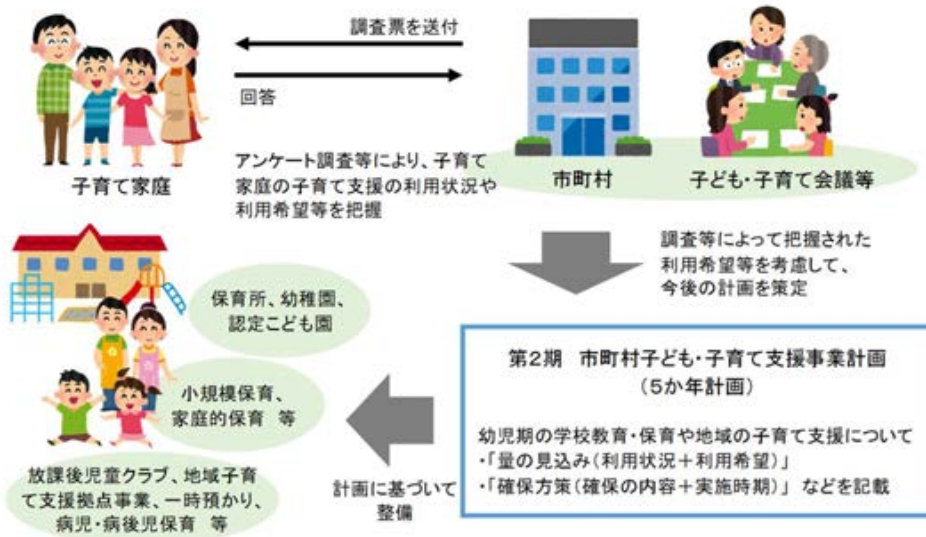 調査票を送付
回答
子育て家庭
アンケート調査等により、子育て
家庭の子育て支援の利用状況や
利用希望等を把握
市町村
子ども・子育て会議等
調査等によって把握された
利用希望等を考慮して、
今後の計画を策定
第２期　市町村子ども・子育て支援事業計画
（５か年計画）
幼児期の学校教育・保育や地域の子育て支援について
・「量の見込み（利用状況＋利用希望）」
・「確保方策（確保の内容＋実施時期）」 などを記載
計画に基づいて
整備
保育所、幼稚園、
認定こども園
小規模保育、
家庭的保育　等
放課後児童クラブ、地域子育
て支援拠点事業、一時預かり、
病児・病後児保育　等